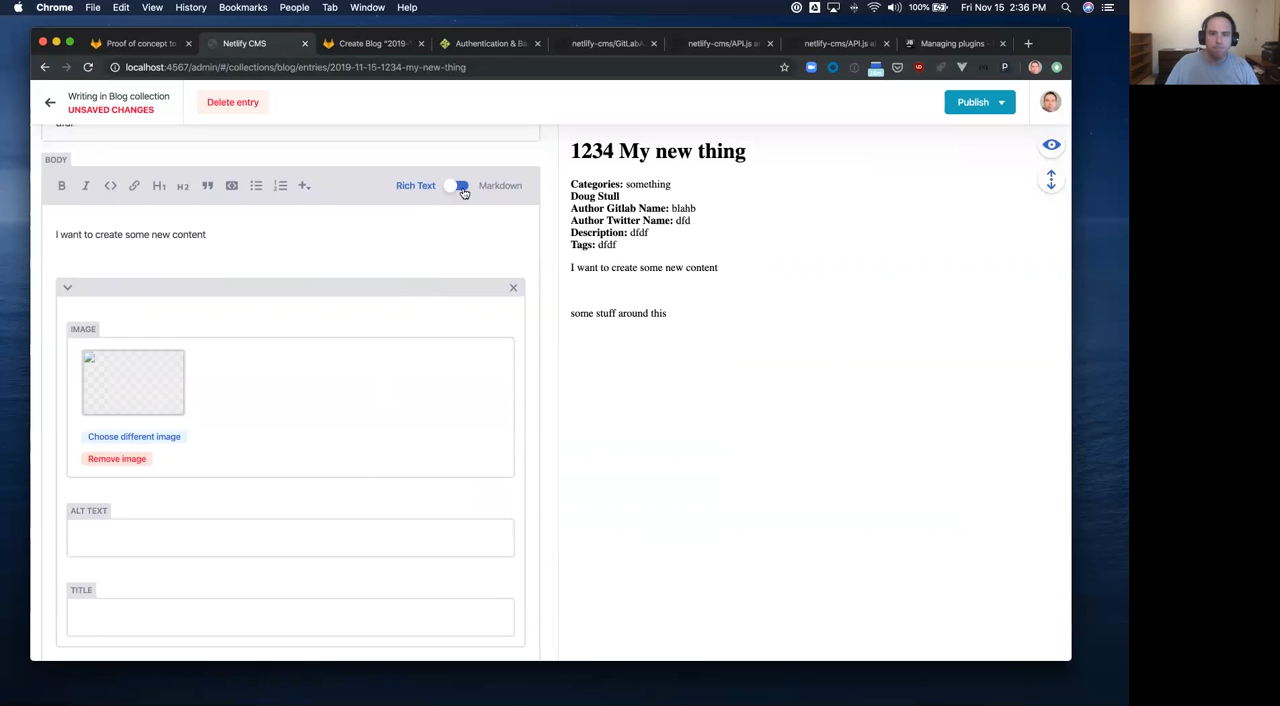 Chrome File Edit View History Bookmarks People Tab Window Help
100% Fri Nov 15 2:36 PM
Proof of concept to
Netlify CMS
Create Blog "2019-
Authentication & Ba
netlify-cms/GitLabA
netlify-cms/API.js a
netlify-cms/API.js a
Managing plugins -
localhost:4567/admin/#/collections/blog/entries/2019-11-15-1234-my-new-thing
Writing in Blog collection
UNSAVED CHANGES
Delete entry
Publish
dfdf
BODY
Rich Text Markdown
I want to create some new content
IMAGE
Choose different image
Remove image
ALT TEXT
TITLE
1234 My new thing
Categories: something
Doug Stull
Author Gitlab Name: blahb
Author Twitter Name: dfd
Description: dfdf
Tags: dfdf
I want to create some new content
some stuff around this